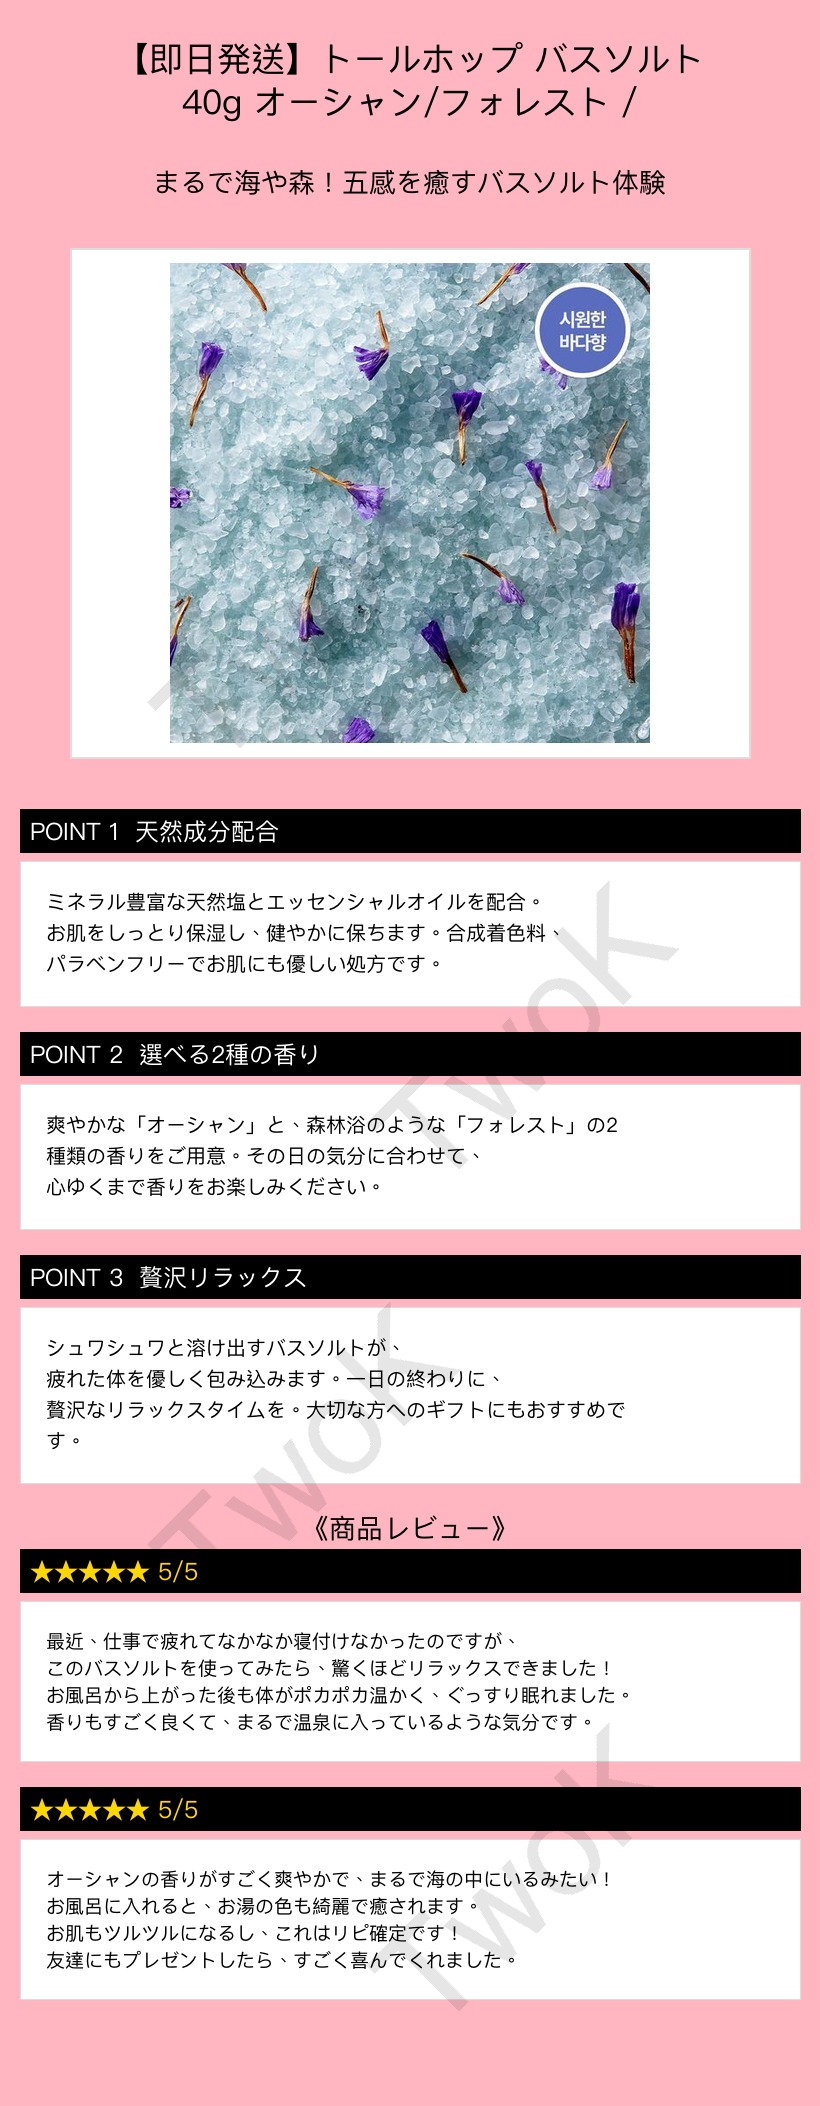 【即日発送】トールホップ バスソルト
40g オーシャン/フォレスト /
まるで海や森！五感を癒すバスソルト体験
시원한
바다향
POINT 1 天然成分配合
ミネラル豊富な天然塩とエッセンシャルオイルを配合。
お肌をしっとり保湿し、健やかに保ちます。合成着色料、
パラベンフリーでお肌にも優しい処方です。
POINT 2 選べる2種の香り
爽やかな「オーシャン」と、森林浴のような「フォレスト」の2
種類の香りをご用意。その日の気分に合わせて、
心ゆくまで香りをお楽しみください。
POINT 3 贅沢リラックス
シュワシュワと溶け出すバスソルトが、
疲れた体を優しく包み込みます。一日の終わりに、
贅沢なリラックスタイムを。大切な方へのギフトにもおすすめで
す。
《商品レビュー》
★★★★★ 5/5
最近、仕事で疲れてなかなか寝付けなかったのですが、
このバスソルトを使ってみたら、驚くほどリラックスできました！
お風呂から上がった後も体がポカポカ温かく、ぐっすり眠れました。
香りもすごく良くて、まるで温泉に入っているような気分です。
★★★★★ 5/5
オーシャンの香りがすごく爽やかで、まるで海の中にいるみたい！
お風呂に入れると、お湯の色も綺麗で癒されます。
お肌もツルツルになるし、これはリピ確定です！
友達にもプレゼントしたら、すごく喜んでくれました。
TwoK
TwoK
TwoK